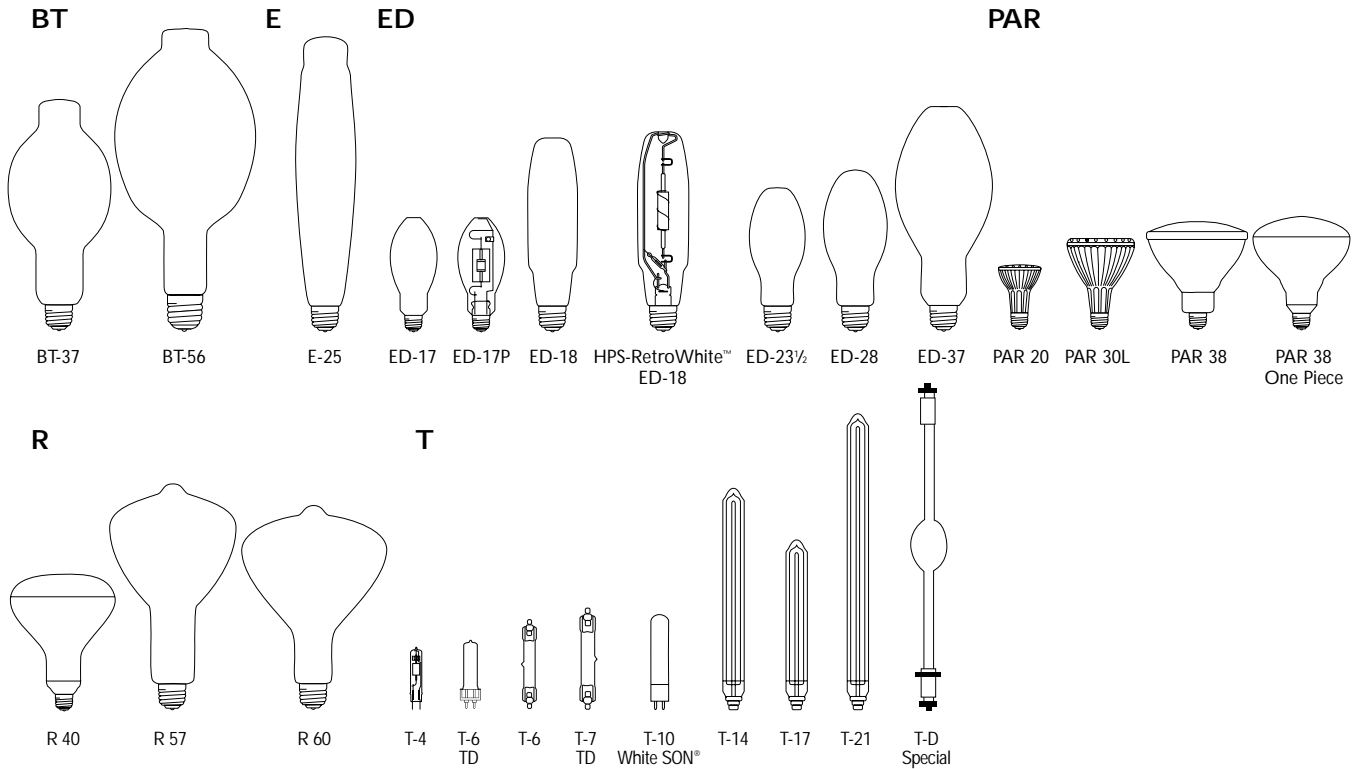 BT E ED PAR
BT-37 BT-56 E-25 ED-17 ED-17P ED-18 HPS-RetroWhite™ ED-23½ ED-28 ED-37 PAR 20 PAR 30L PAR 38 PAR 38
ED-18 One Piece
R T
R 40 R 57 R 60 T-4 T-6 T-6 T-7 T-10 T-14 T-17 T-21 T-D
TD TD White SON® Special